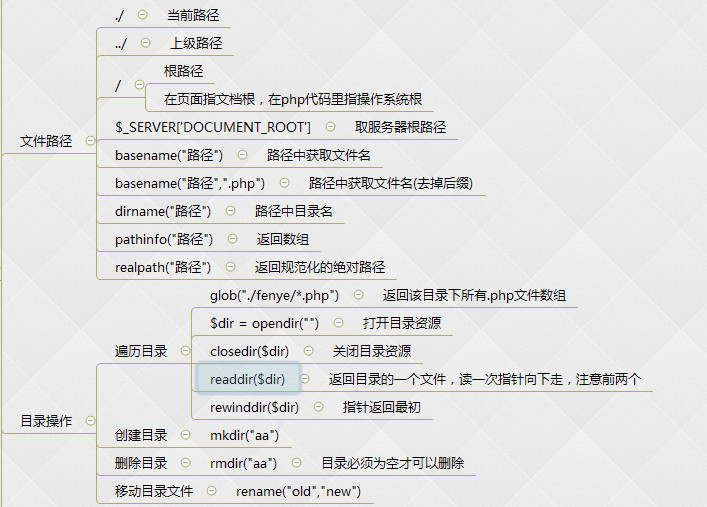 ./ 当前路径
../ 上级路径
/ 根路径
在页面指文档根，在php代码里指操作系统根
文件路径
$_SERVER['DOCUMENT_ROOT'] 取服务器根路径
basename("路径") 路径中获取文件名
basename("路径",".php") 路径中获取文件名(去掉后缀)
dirname("路径") 路径中目录名
pathinfo("路径") 返回数组
realpath("路径") 返回规范化的绝对路径
glob("./fenye/*.php") 返回该目录下所有.php文件数组
$dir = opendir("") 打开目录资源
遍历目录 closedir($dir) 关闭目录资源
readdir($dir) 返回目录的一个文件，读一次指针向下走，注意前两个
rewinddir($dir) 指针返回最初
目录操作
创建目录 mkdir("aa")
删除目录 rmdir("aa") 目录必须为空才可以删除
移动目录文件 rename("old","new")